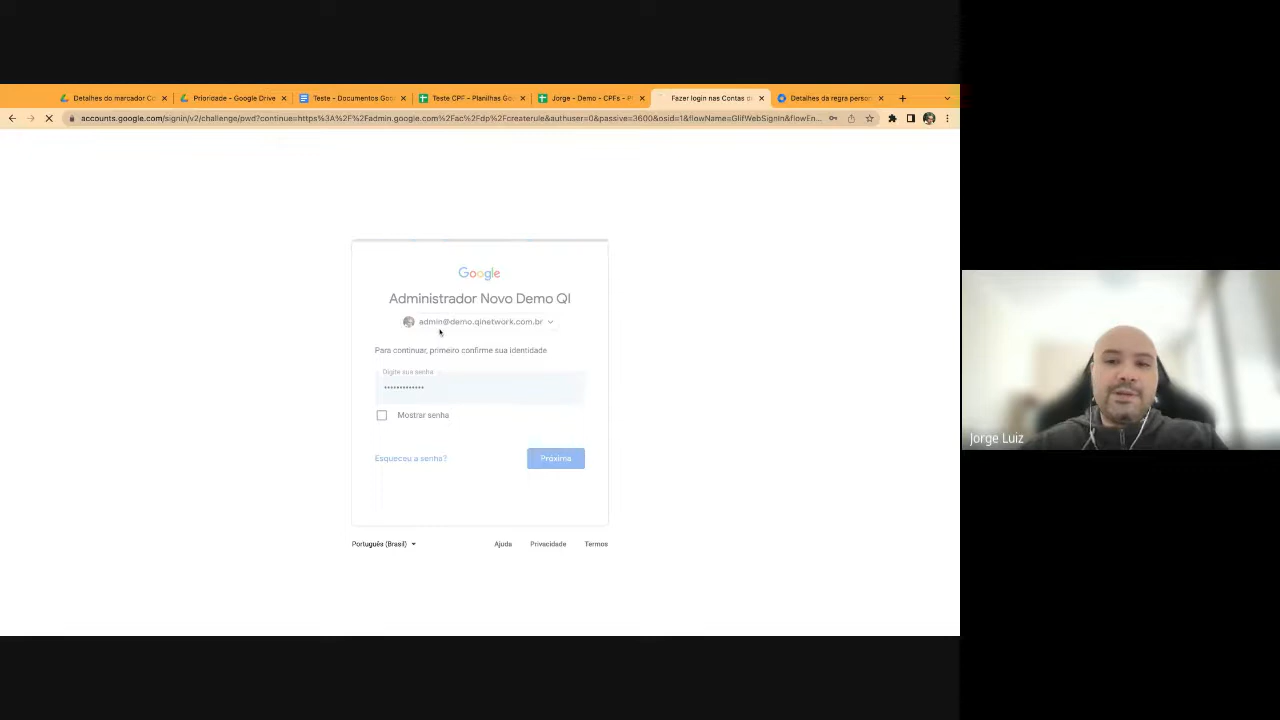 Detalhes do marcador C
Prioridade - Google Drive
Teste - Documentos Goo
Teste CPF - Planilhas Go
Jorge - Demo - CPFs - P
Fazer login nas Contas d
Detalhes da regra person
accounts.google.com/signin/v2/challenge/pwd?continue=https%3A%2F%2Fadmin.google.com%2Fac%2Fdp%2Fcreaterule&authuser=0&passive=3600&osid=1&flowName=GlifWebSignIn&flowEn...
Google
Administrador Novo Demo QI
admin@demo.qinetwork.com.br
Para continuar, primeiro confirme sua identidade
Digite sua senha
•••••••••••••
Mostrar senha
Esqueceu a senha?
Próxima
Português (Brasil)
Ajuda
Privacidade
Termos
Jorge Luiz